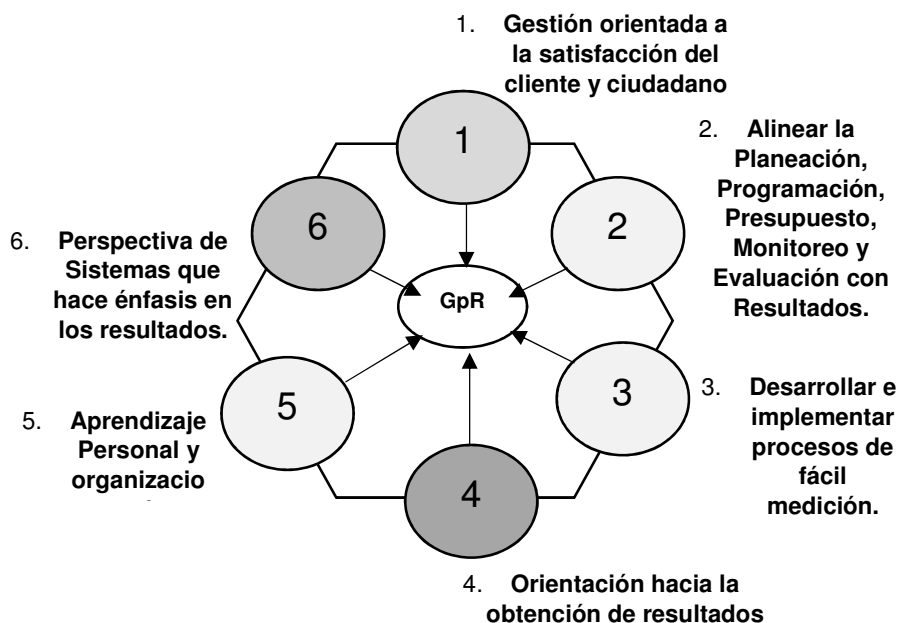 1. Gestión orientada a
la satisfacción del
cliente y ciudadano
1
2. Alinear la
Planeación,
Programación,
Presupuesto,
Monitoreo y
Evaluación con
Resultados.
2
6. Perspectiva de
Sistemas que
hace énfasis en
los resultados.
6
GpR
5. Aprendizaje
Personal y
organizacio
5
3
3. Desarrollar e
implementar
procesos de
fácil
medición.
4
4. Orientación hacia la
obtención de resultados